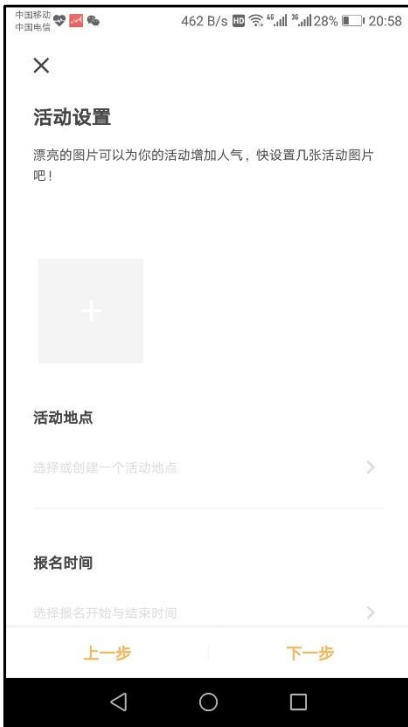 中国移动
中国电信
462 B/s HD 4G 3G 28% 20:58
活动设置
漂亮的图片可以为你的活动增加人气，快设置几张活动图片
吧！
活动地点
选择或创建一个活动地点
报名时间
选择报名开始与结束时间
上一步
下一步